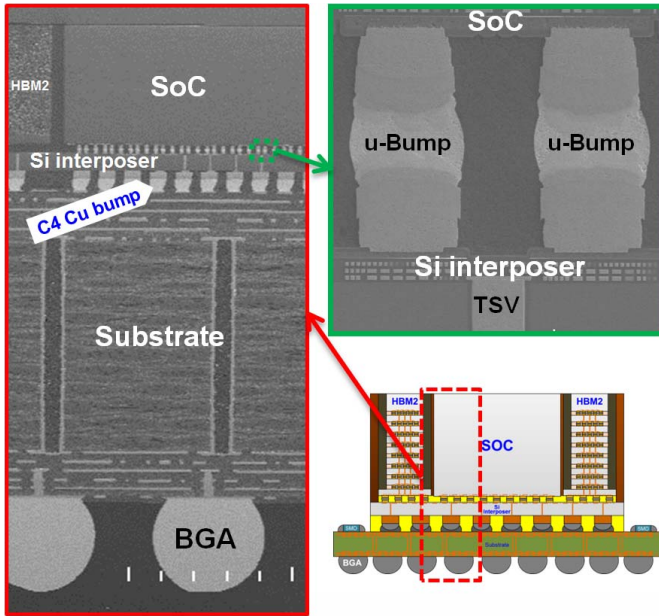 HBM2
SoC
Si interposer
C4 Cu bump
Substrate
BGA
SoC
u-Bump
u-Bump
Si interposer
TSV
HBM2
HBM2
SOC
Si
Interposer
SMD
SMD
Substrate
BGA